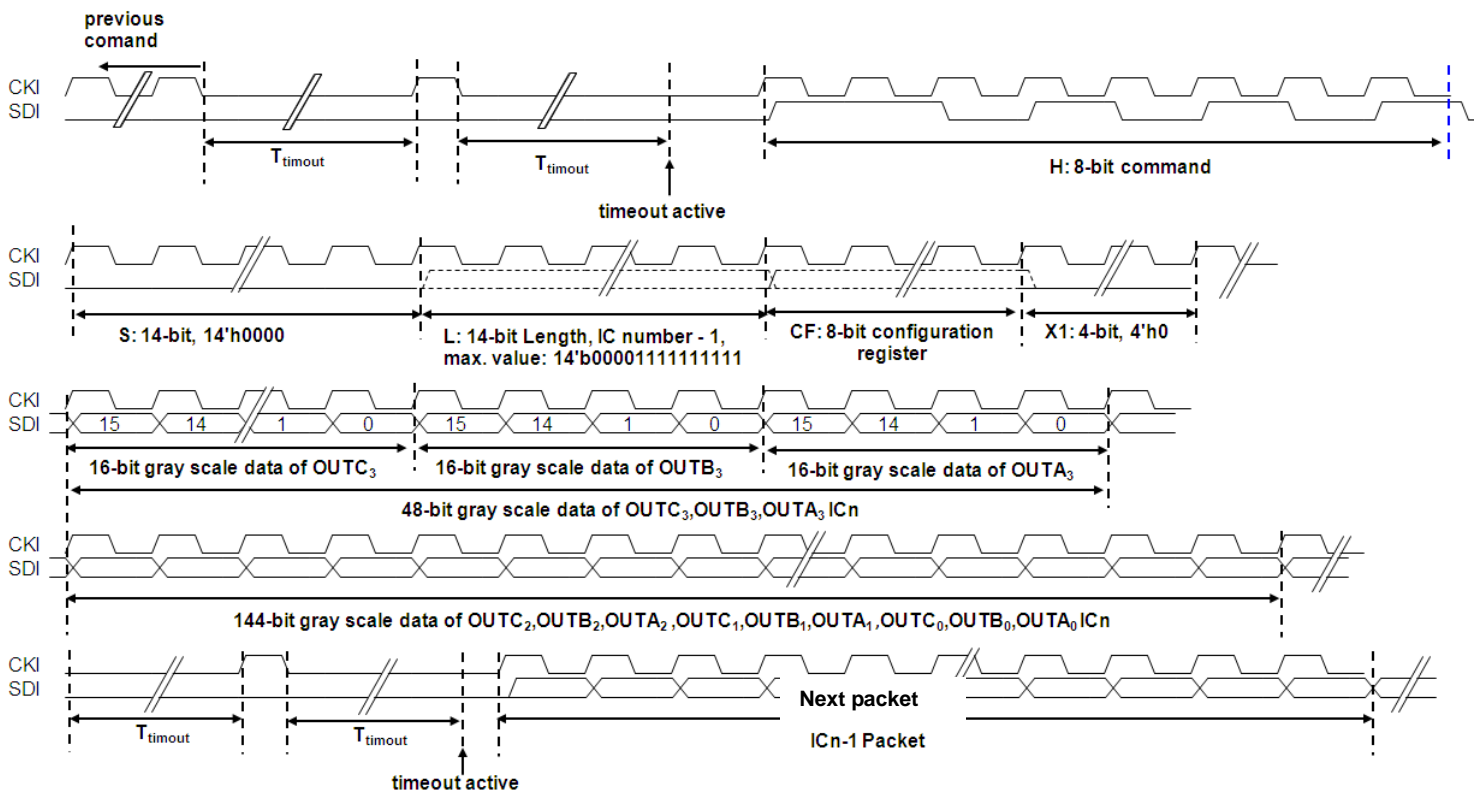 previous
comand
CKI
SDI
T_timout
T_timout
timeout active
H: 8-bit command
CKI
SDI
S: 14-bit, 14'h0000
L: 14-bit Length, IC number - 1,
max. value: 14'b00001111111111
CF: 8-bit configuration
register
X1: 4-bit, 4'h0
CKI
SDI
15 14 1 0 15 14 1 0 15 14 1 0
16-bit gray scale data of OUTC3
16-bit gray scale data of OUTB3
16-bit gray scale data of OUTA3
48-bit gray scale data of OUTC3,OUTB3,OUTA3 ICn
CKI
SDI
144-bit gray scale data of OUTC2,OUTB2,OUTA2 ,OUTC1,OUTB1,OUTA1,OUTC0,OUTB0,OUTA0 ICn
CKI
SDI
Next packet
T_timout
T_timout
ICn-1 Packet
timeout active